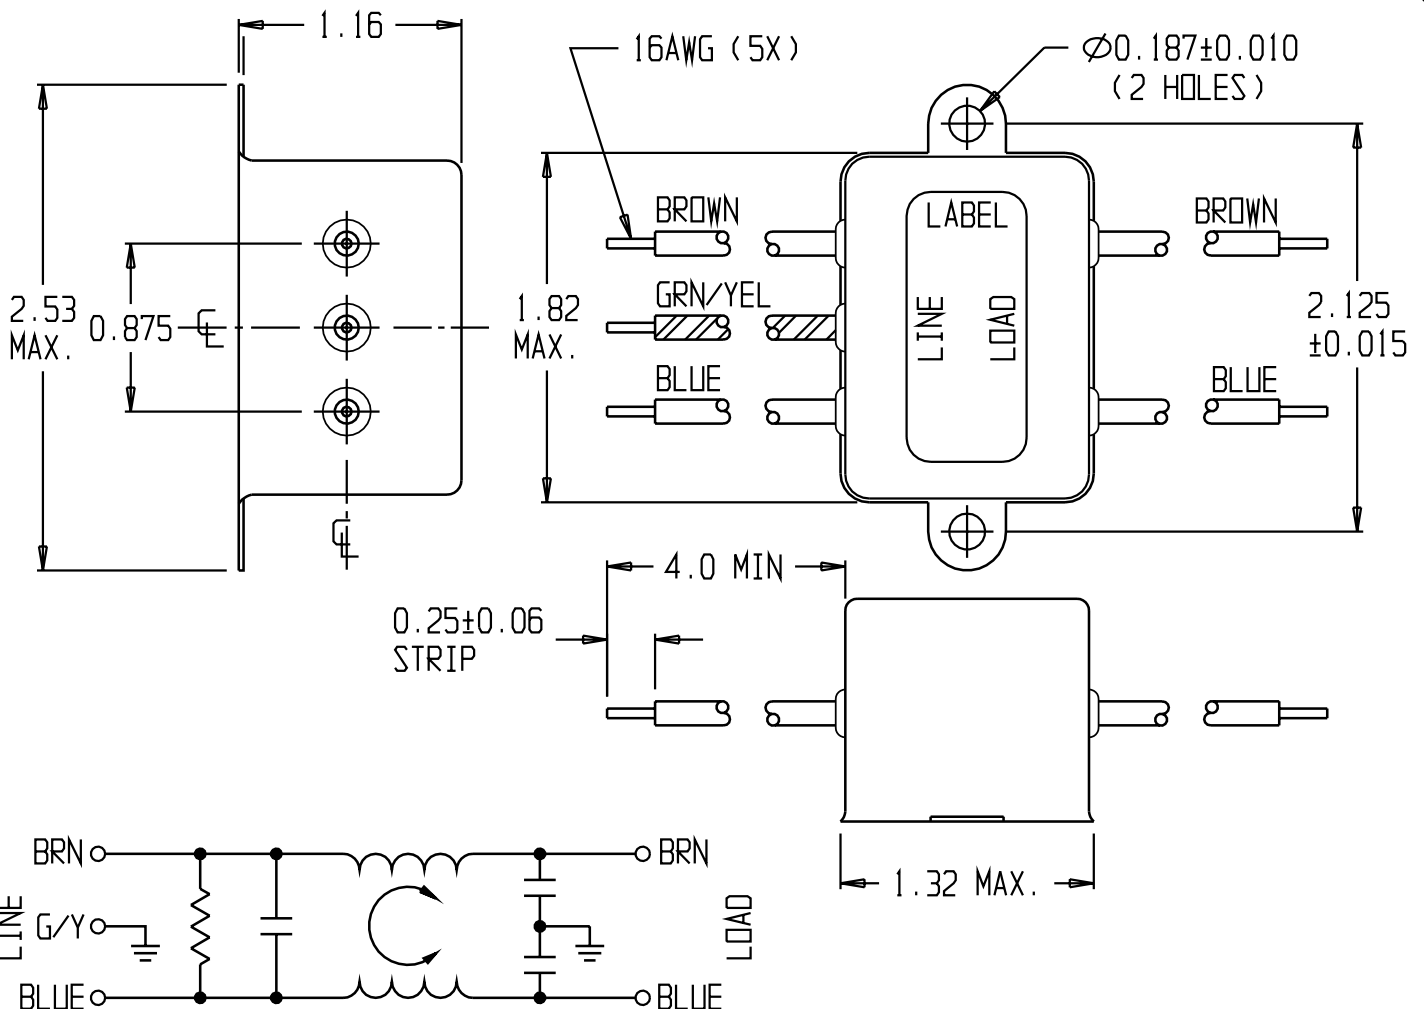 1.16
16AWG (5X)
Ø0.187±0.010
(2 HOLES)
BROWN
LABEL
BROWN
2.53
MAX.
0.875
℄
GRN/YEL
1.82
MAX.
LINE
LOAD
2.125
±0.015
BLUE
BLUE
℄
4.0 MIN
0.25±0.06
STRIP
1.32 MAX.
BRN
BRN
LINE
G/Y
LOAD
BLUE
BLUE